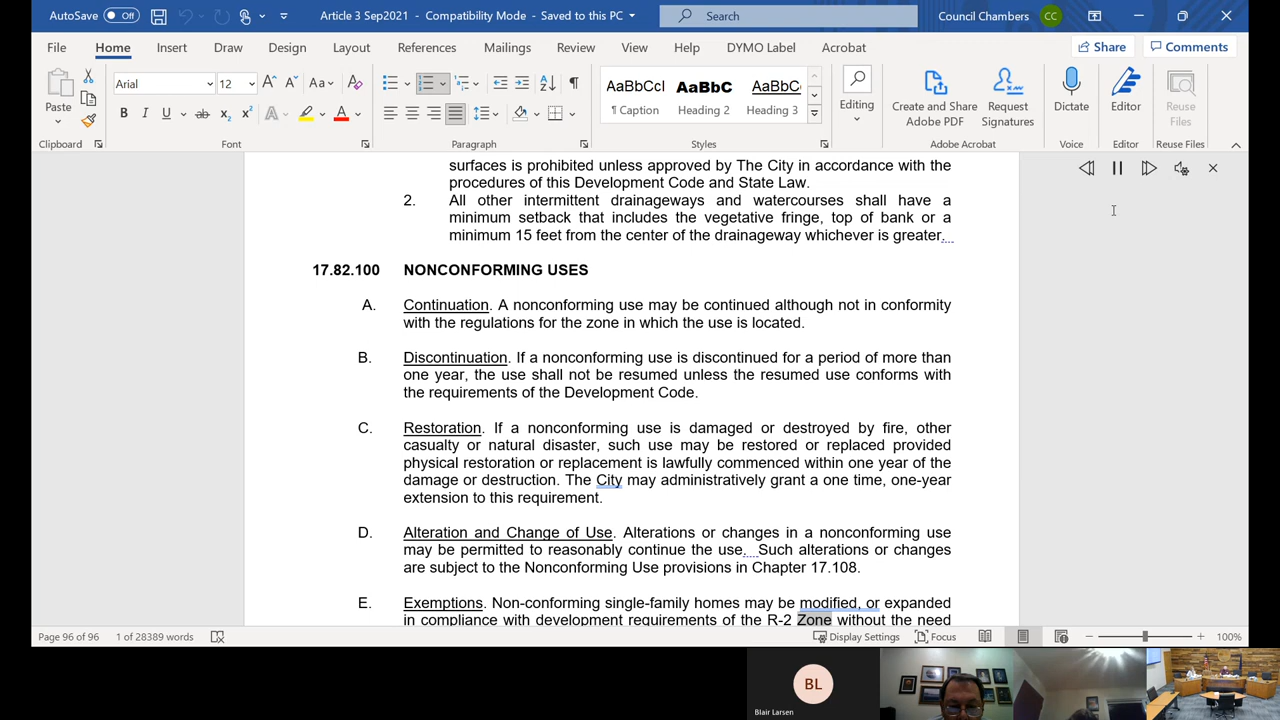 AutoSave Off Article 3 Sep2021 - Compatibility Mode - Saved to this PC Search Council Chambers CC
File Home Insert Draw Design Layout References Mailings Review View Help DYMO Label Acrobat Share Comments
Arial 12 Aa AaBbCcI AaBbC AaBbC
Paste ¶ Caption Heading 2 Heading 3 Editing Create and Share Adobe PDF Request Signatures Dictate Editor Reuse Files
Clipboard Font Paragraph Styles Adobe Acrobat Voice Editor Reuse Files
surfaces is prohibited unless approved by The City in accordance with the
procedures of this Development Code and State Law.
2. All other intermittent drainageways and watercourses shall have a
minimum setback that includes the vegetative fringe, top of bank or a
minimum 15 feet from the center of the drainageway whichever is greater.
17.82.100 NONCONFORMING USES
A. Continuation. A nonconforming use may be continued although not in conformity
with the regulations for the zone in which the use is located.
B. Discontinuation. If a nonconforming use is discontinued for a period of more than
one year, the use shall not be resumed unless the resumed use conforms with
the requirements of the Development Code.
C. Restoration. If a nonconforming use is damaged or destroyed by fire, other
casualty or natural disaster, such use may be restored or replaced provided
physical restoration or replacement is lawfully commenced within one year of the
damage or destruction. The City may administratively grant a one time, one-year
extension to this requirement.
D. Alteration and Change of Use. Alterations or changes in a nonconforming use
may be permitted to reasonably continue the use. Such alterations or changes
are subject to the Nonconforming Use provisions in Chapter 17.108.
E. Exemptions. Non-conforming single-family homes may be modified, or expanded
in compliance with development requirements of the R-2 Zone without the need
Page 96 of 96 1 of 28389 words Display Settings Focus 100%
BL
Blair Larsen